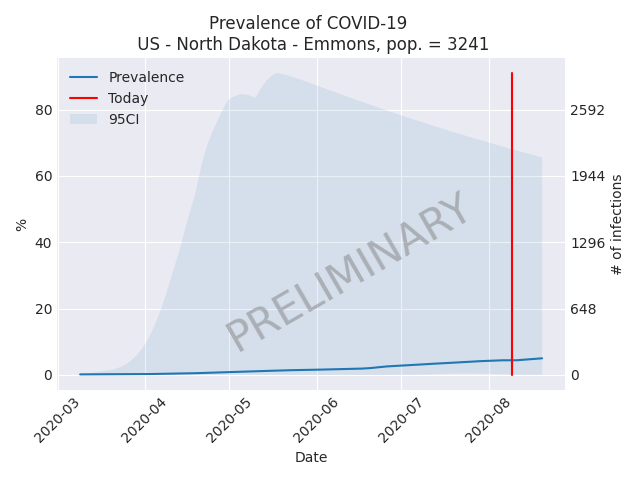 Prevalence of COVID-19
US - North Dakota - Emmons, pop. = 3241
Prevalence
Today
95CI
%
80
60
40
20
0
2592
1944
1296
648
0
# of infections
PRELIMINARY
2020-03
2020-04
2020-05
2020-06
2020-07
2020-08
Date